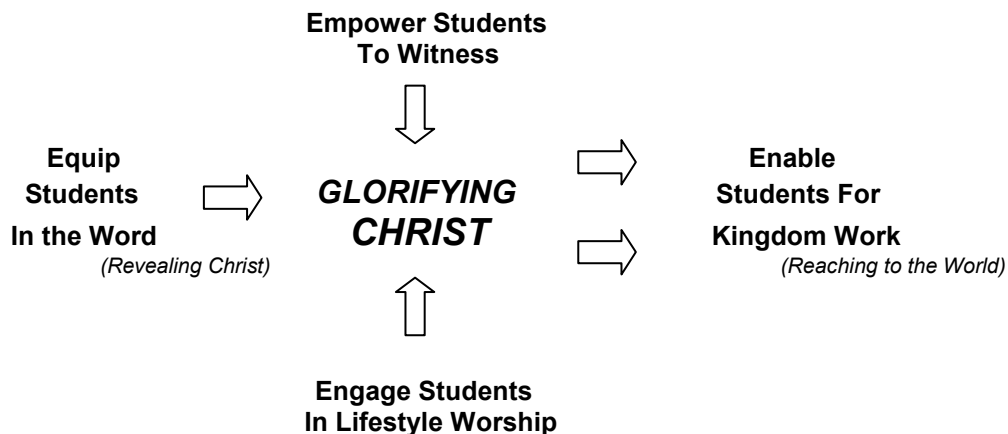 Empower Students
To Witness
Equip
Students
In the Word
(Revealing Christ)
GLORIFYING
CHRIST
Enable
Students For
Kingdom Work
(Reaching to the World)
Engage Students
In Lifestyle Worship